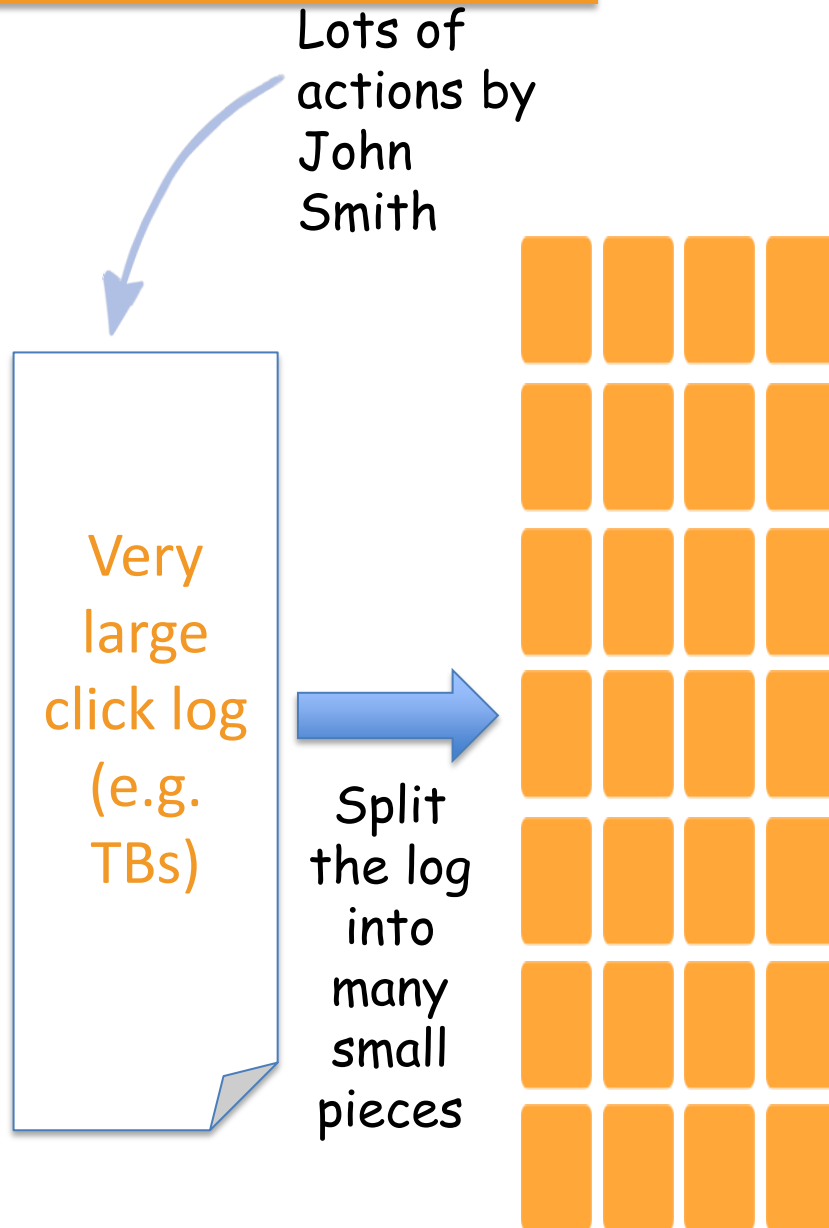 Lots of
actions by
John
Smith
Very
large
click log
(e.g.
TBs)
Split
the log
into
many
small
pieces